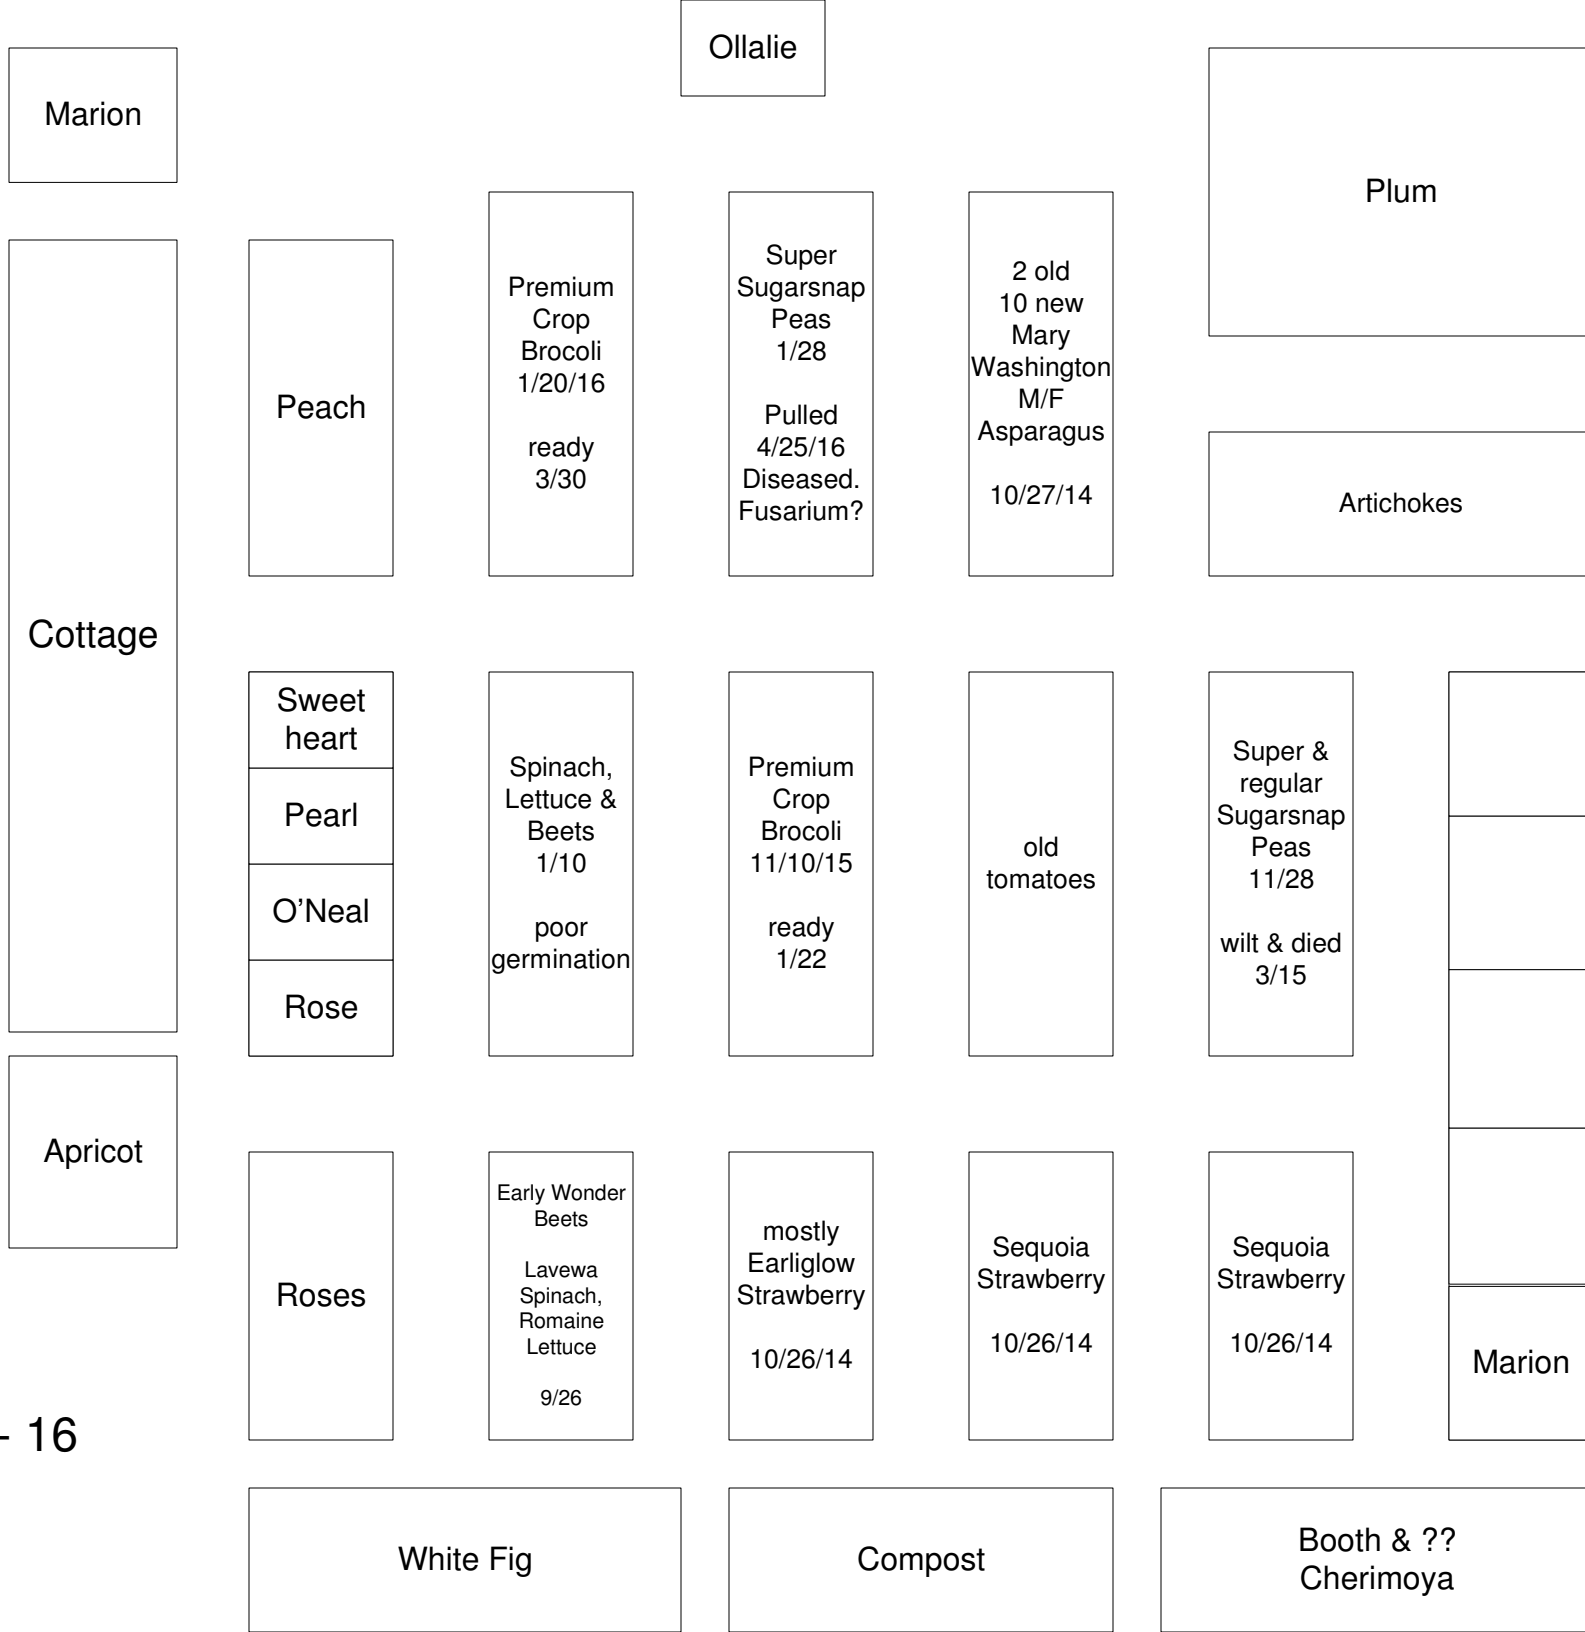 Ollalie
Marion
Plum
Cottage
Peach
Premium
Crop
Brocoli
1/20/16
ready
3/30
Super
Sugarsnap
Peas
1/28
Pulled
4/25/16
Diseased.
Fusarium?
2 old
10 new
Mary
Washington
M/F
Asparagus
10/27/14
Artichokes
Sweet
heart
Pearl
O'Neal
Rose
Spinach,
Lettuce &
Beets
1/10
poor
germination
Premium
Crop
Brocoli
11/10/15
ready
1/22
old
tomatoes
Super &
regular
Sugarsnap
Peas
11/28
wilt & died
3/15
Apricot
Roses
Early Wonder
Beets
Lavewa
Spinach,
Romaine
Lettuce
9/26
mostly
Earliglow
Strawberry
10/26/14
Sequoia
Strawberry
10/26/14
Sequoia
Strawberry
10/26/14
Marion
- 16
White Fig
Compost
Booth & ??
Cherimoya